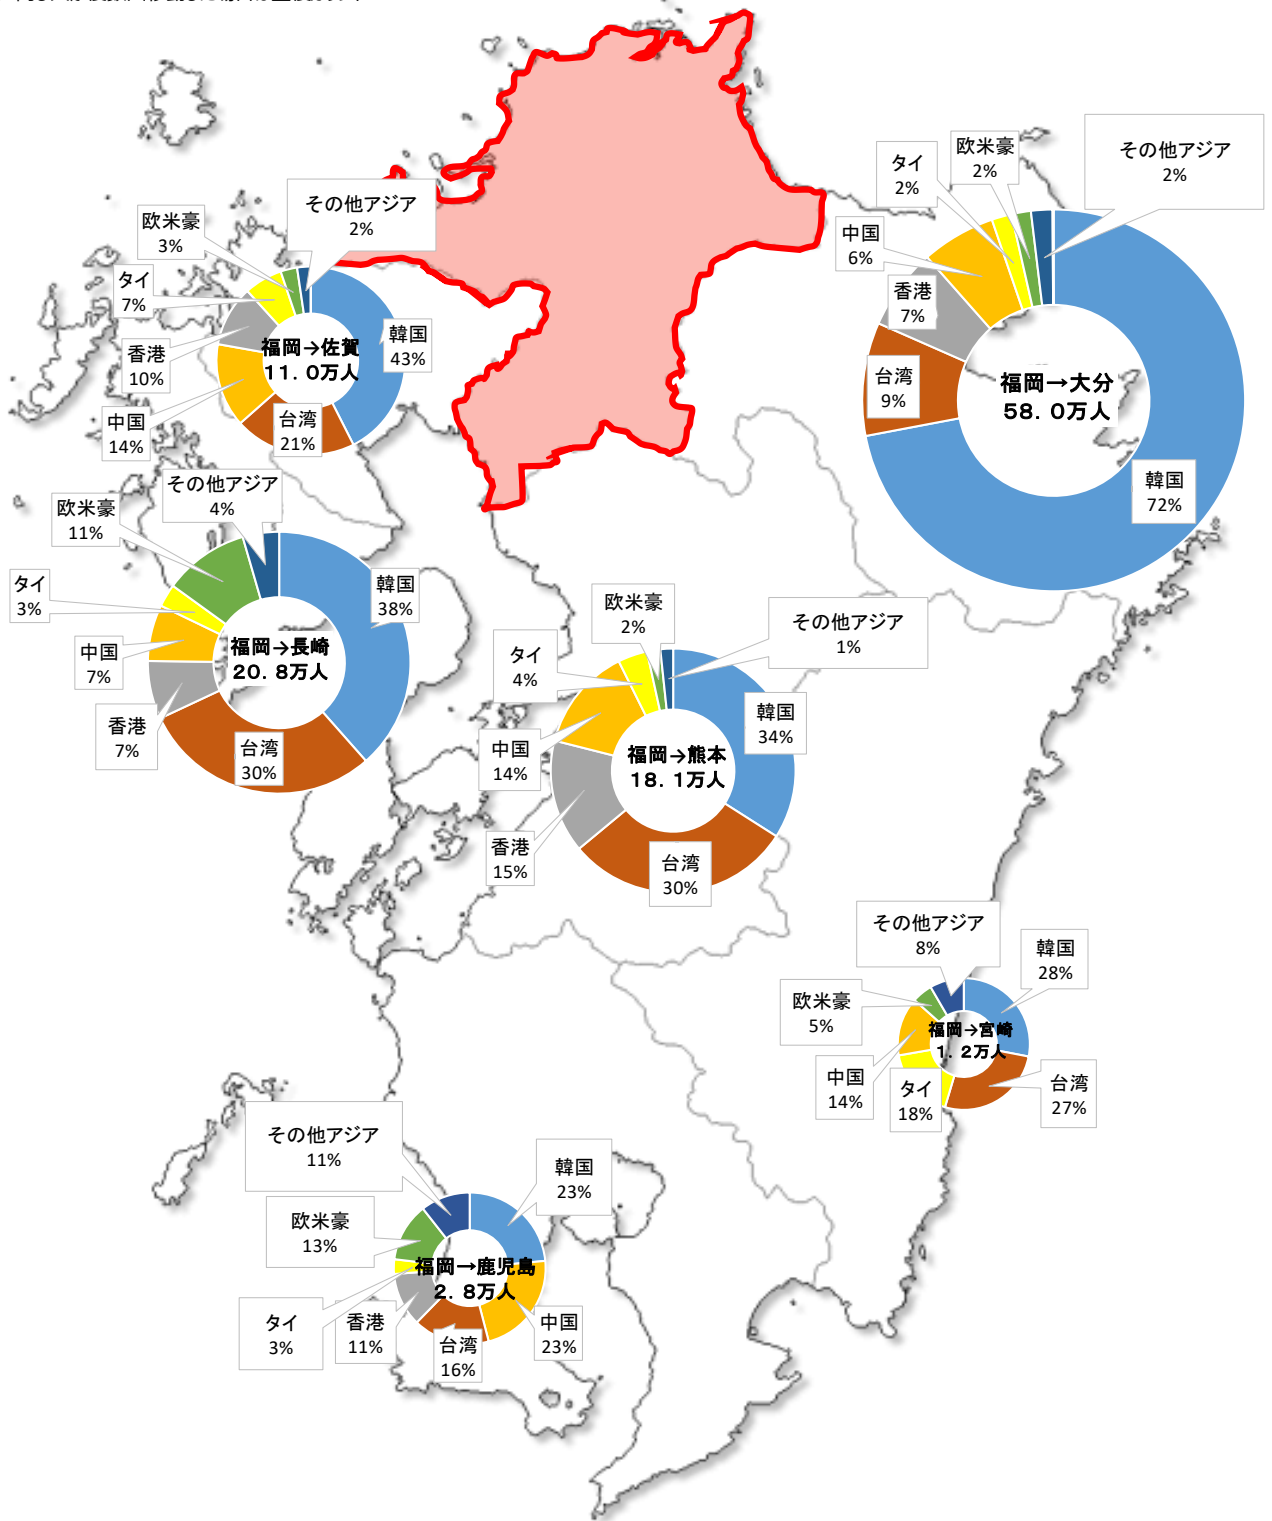 欧米豪
3%
その他アジア
2%
タイ
7%
香港
10%
中国
14%
台湾
21%
韓国
43%
福岡→佐賀
11.0万人
タイ
2%
欧米豪
2%
その他アジア
2%
中国
6%
香港
7%
台湾
9%
韓国
72%
福岡→大分
58.0万人
その他アジア
4%
欧米豪
11%
タイ
3%
中国
7%
香港
7%
台湾
30%
韓国
38%
福岡→長崎
20.8万人
欧米豪
2%
その他アジア
1%
タイ
4%
中国
14%
香港
15%
台湾
30%
韓国
34%
福岡→熊本
18.1万人
その他アジア
8%
韓国
28%
欧米豪
5%
中国
14%
タイ
18%
台湾
27%
福岡→宮崎
1.2万人
その他アジア
11%
韓国
23%
欧米豪
13%
タイ
3%
香港
11%
台湾
16%
中国
23%
福岡→鹿児島
2.8万人